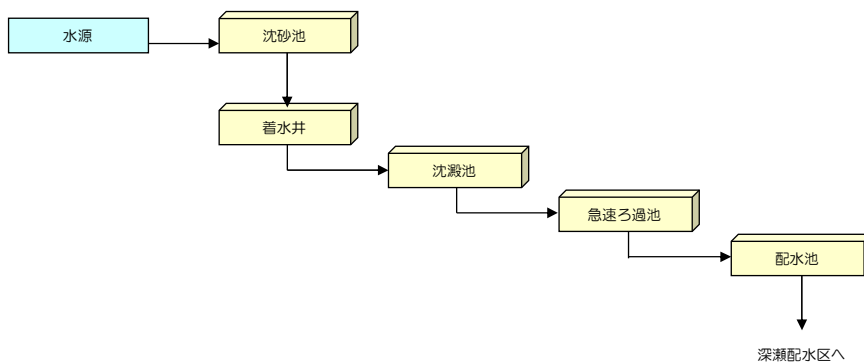 水源
沈砂池
着水井
沈澱池
急速ろ過池
配水池
深瀬配水区へ